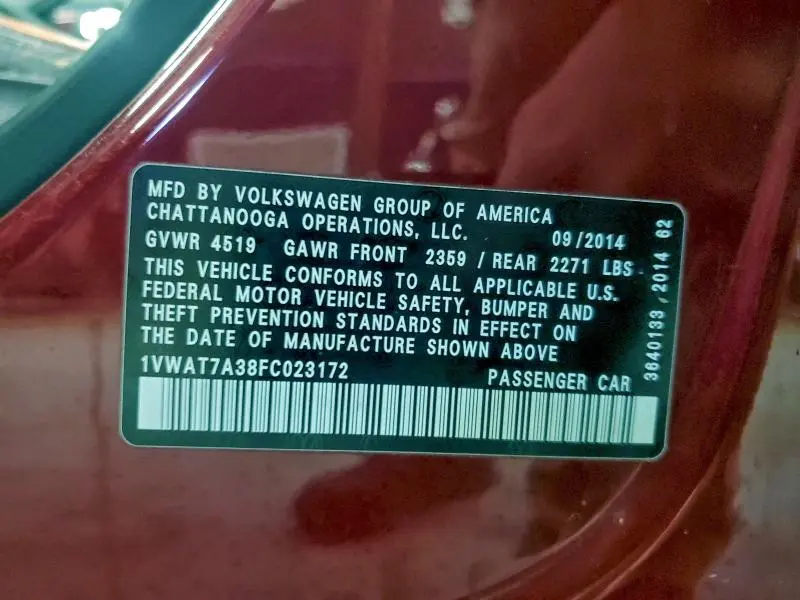 MFD BY VOLKSWAGEN GROUP OF AMERICA
CHATTANOOGA OPERATIONS, LLC. 09/2014
GVWR 4519 GAWR FRONT 2359 / REAR 2271 LBS
THIS VEHICLE CONFORMS TO ALL APPLICABLE U.S.
FEDERAL MOTOR VEHICLE SAFETY, BUMPER AND
THEFT PREVENTION STANDARDS IN EFFECT ON
THE DATE OF MANUFACTURE SHOWN ABOVE
1VWAT7A38FC023172 PASSENGER CAR
3640133, 2014 62